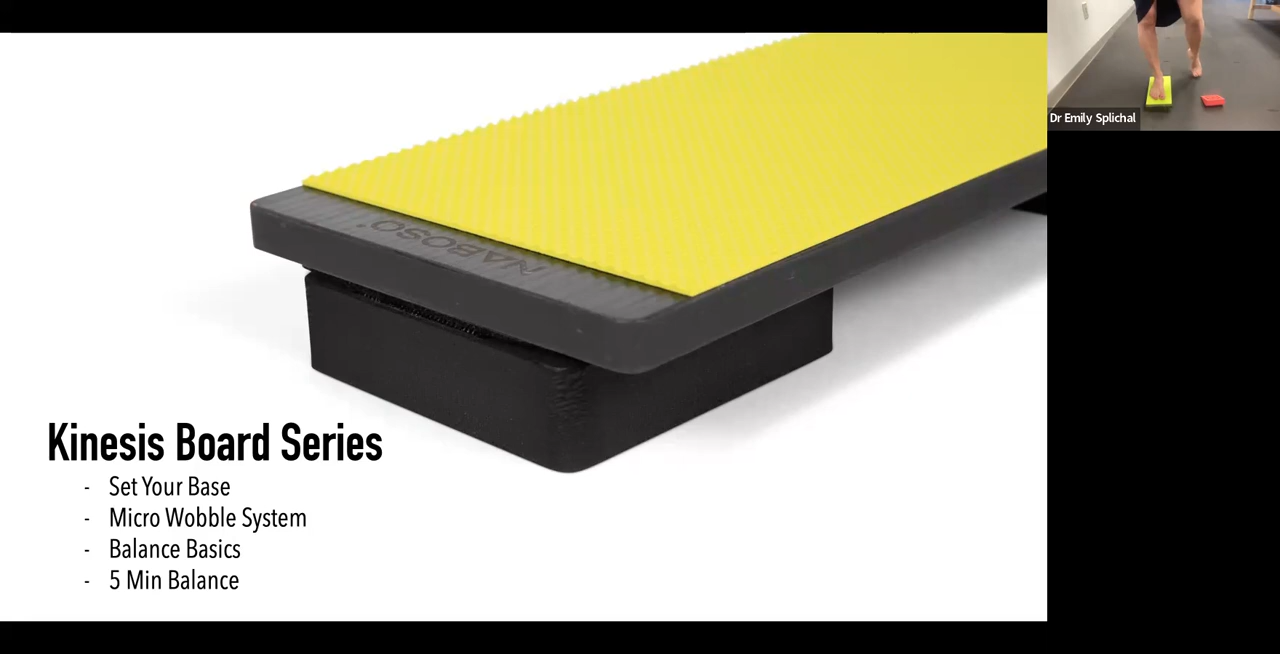 NABOSO
Kinesis Board Series
- Set Your Base
- Micro Wobble System
- Balance Basics
- 5 Min Balance
Dr Emily Splichal